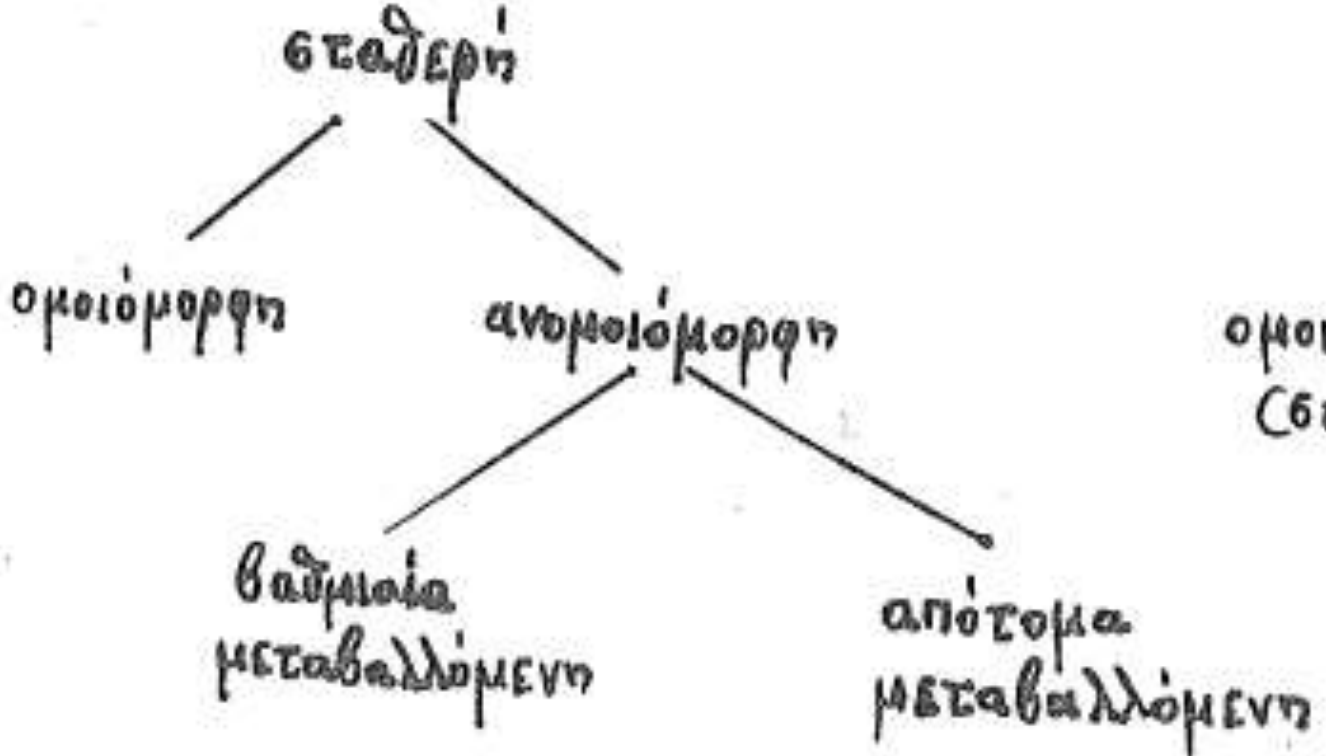 σταθερή
ομοιόμορφη
ανομοιόμορφη
βαθμιαία
μεταβαλλόμενη
απότομα
μεταβαλλόμενη